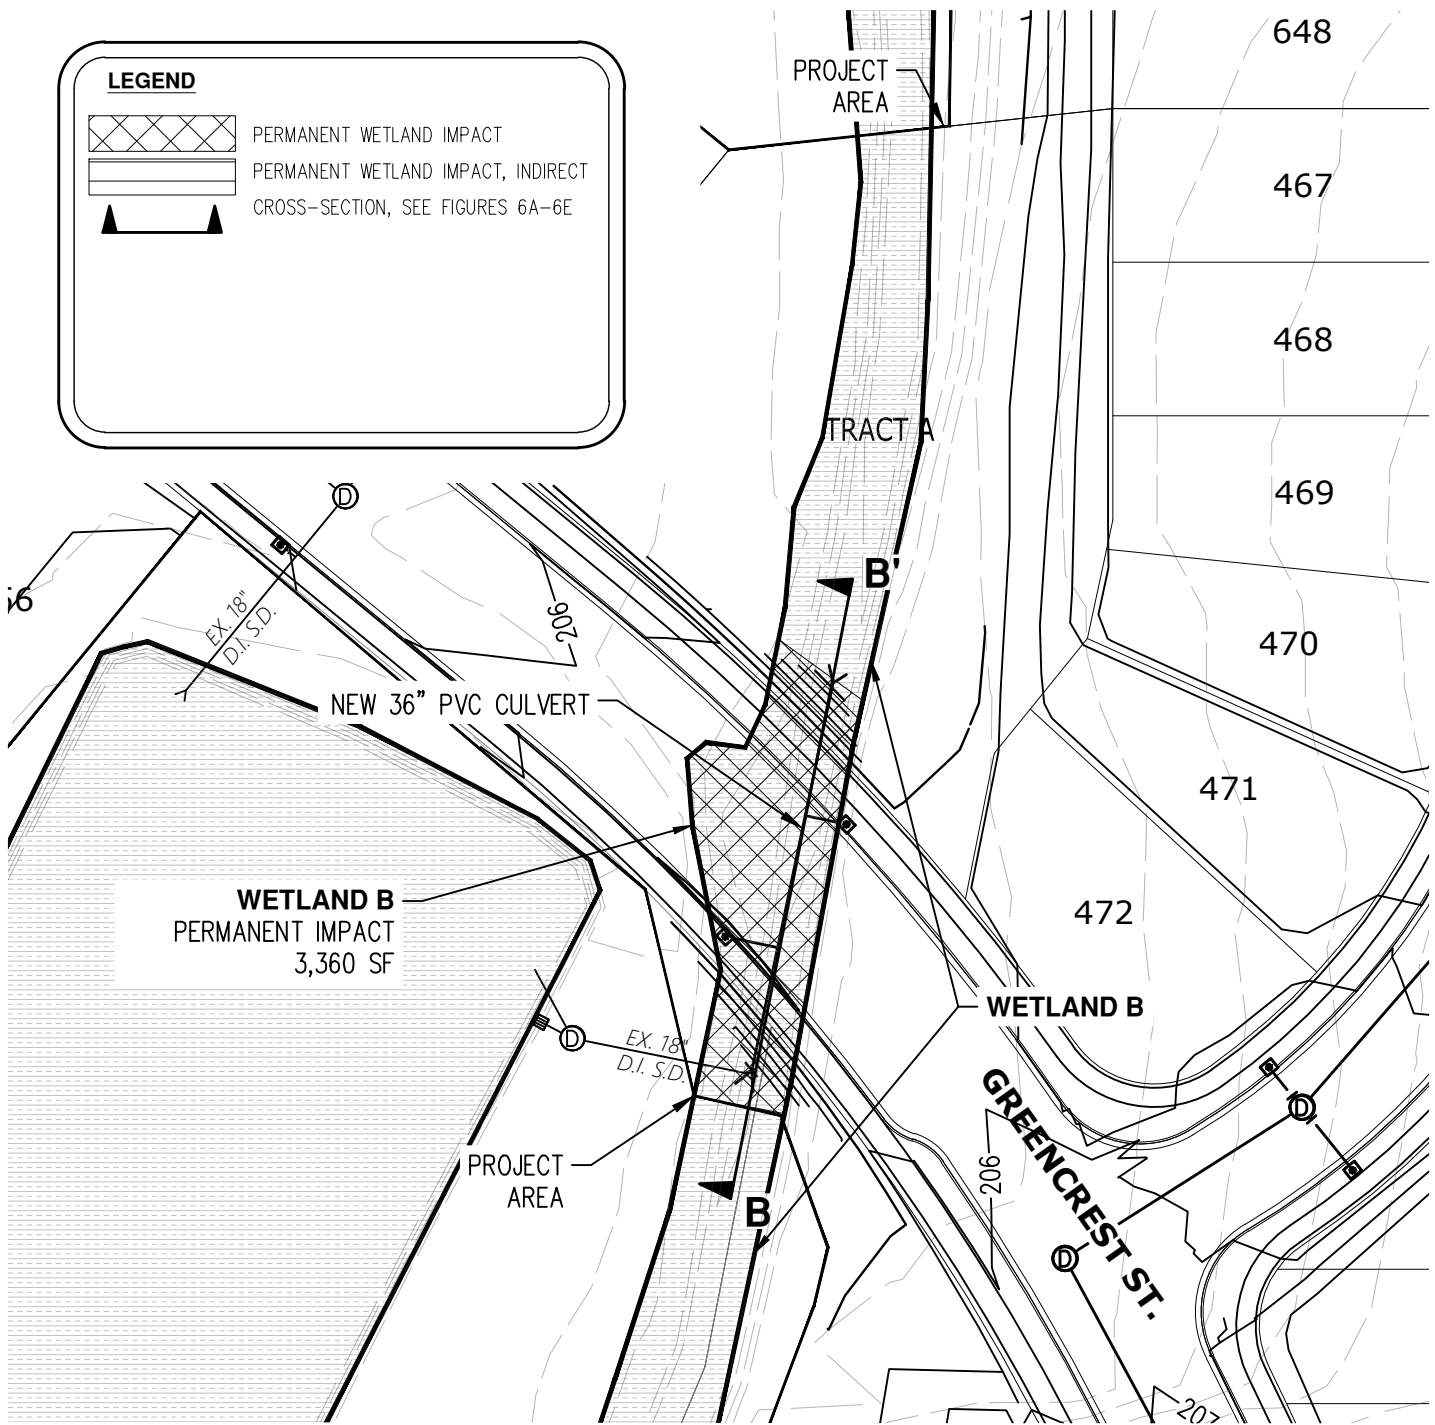 LEGEND
PERMANENT WETLAND IMPACT
PERMANENT WETLAND IMPACT, INDIRECT
CROSS-SECTION, SEE FIGURES 6A-6E
PROJECT
AREA
648
467
468
TRACT A
469
D
B'
EX. 18"
D.I. S.D.
206
470
NEW 36" PVC CULVERT
471
WETLAND B
PERMANENT IMPACT
3,360 SF
472
WETLAND B
D
EX. 18"
D.I. S.D.
GREENCREST ST.
D
PROJECT
AREA
206
B
D
207